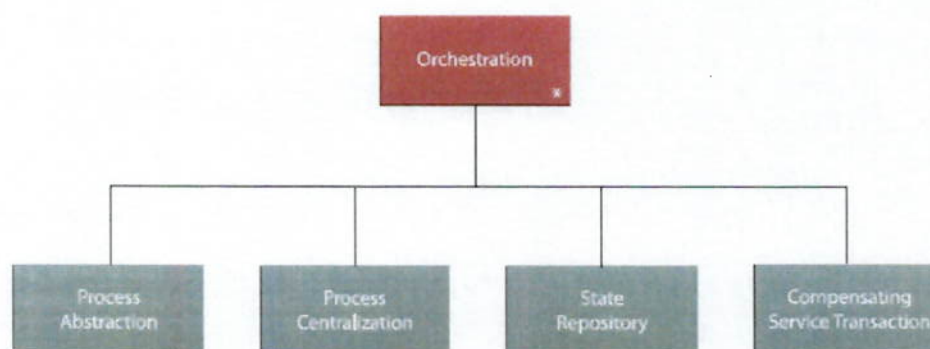 Orchestration
Process
Abstraction
Process
Centralization
State
Repository
Compensating
Service Transaction